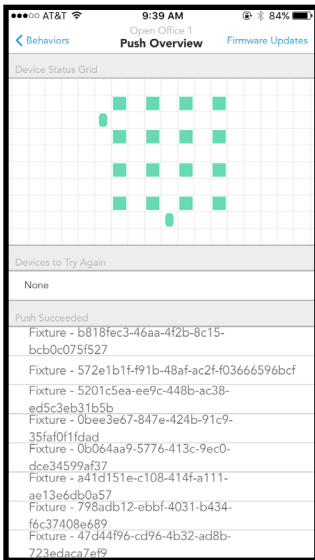 AT&T 9:39 AM 84%
Open Office 1
Behaviors Push Overview Firmware Updates
Device Status Grid
Devices to Try Again
None
Push Succeeded
Fixture - b818fec3-46aa-4f2b-8c15-
bcb0c075f527
Fixture - 572e1b1f-f91b-48af-ac2f-f03666596bcf
Fixture - 5201c5ea-ee9c-448b-ac38-
ed5c3eb31b5b
Fixture - 0bee3e67-847e-424b-91c9-
35faf0f1fdad
Fixture - 0b064aa9-5776-413c-9ec0-
dce34599af37
Fixture - a41d151e-c108-414f-a111-
ae13e6db0a57
Fixture - 798adb12-ebbf-4031-b434-
f6c37408e689
Fixture - 47d44f96-cd96-4b32-ad8b-
723edaca7ef9